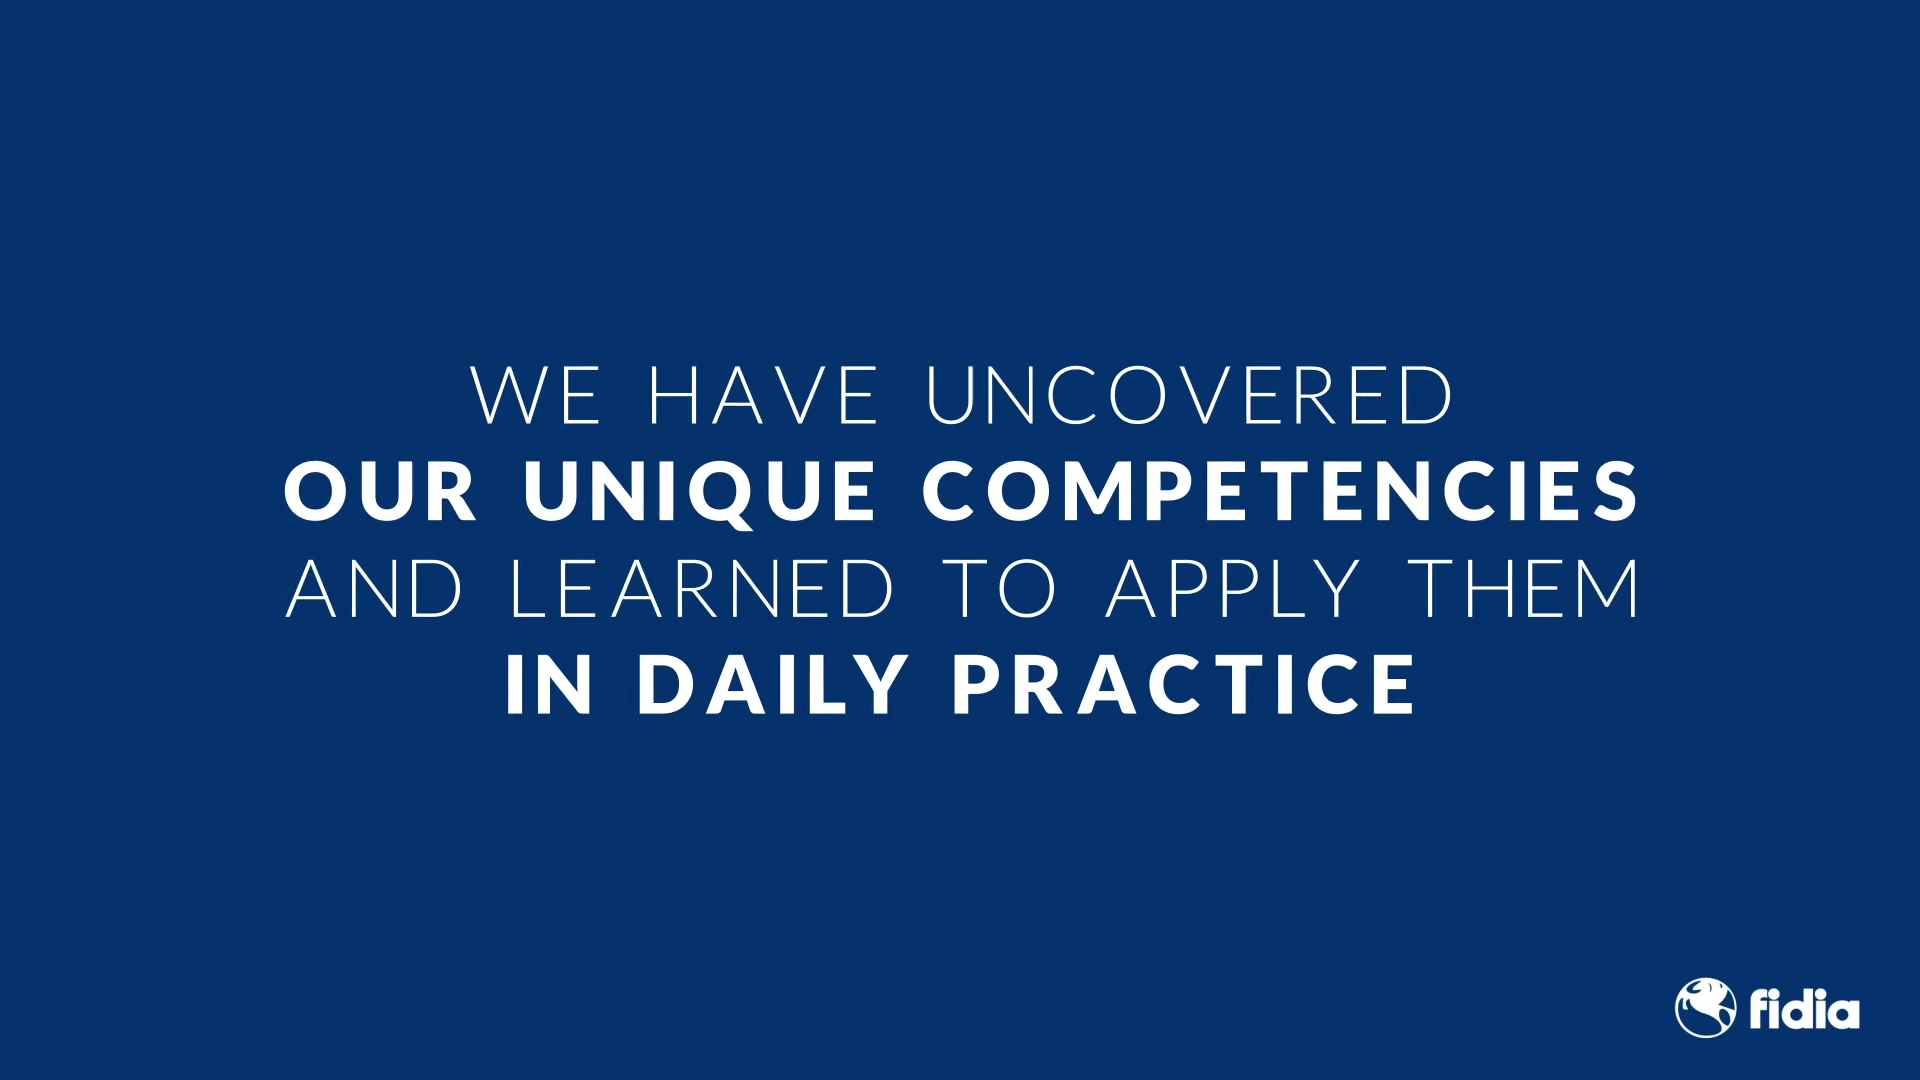 WE HAVE UNCOVERED
OUR UNIQUE COMPETENCIES
AND LEARNED TO APPLY THEM
IN DAILY PRACTICE
fidia